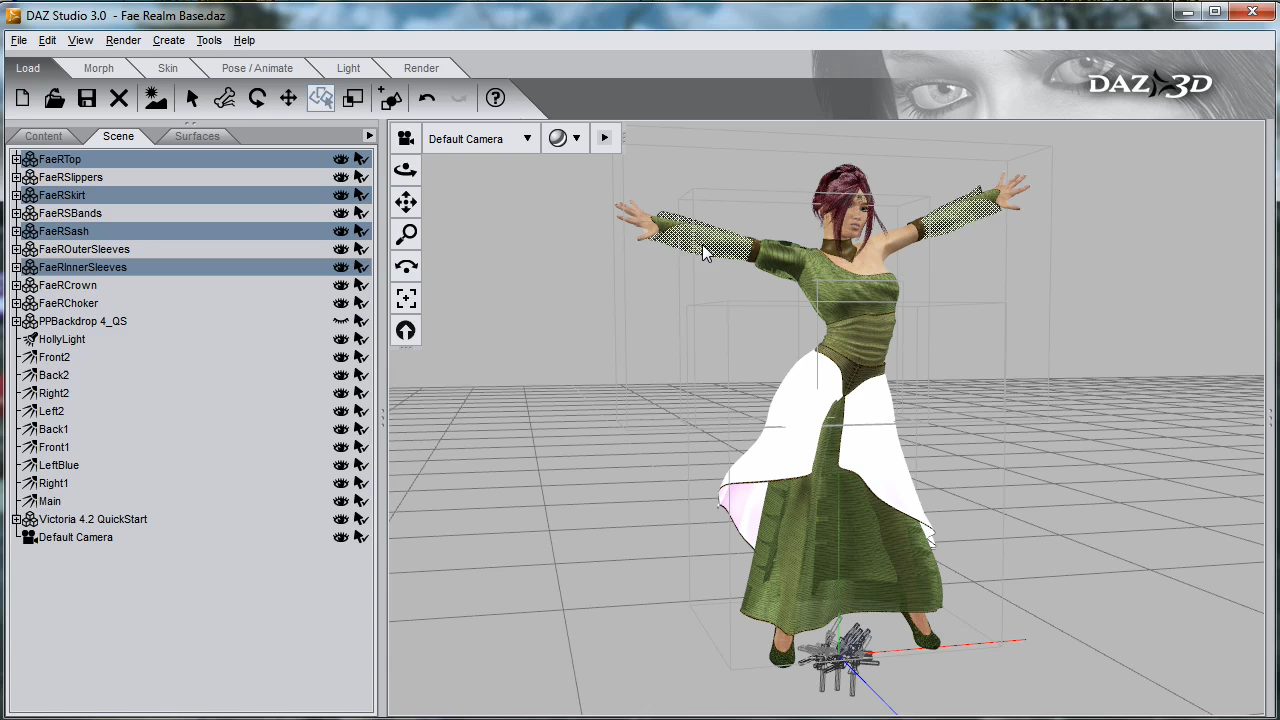 DAZ Studio 3.0 - Fae Realm Base.daz
File Edit View Render Create Tools Help
Load Morph Skin Pose / Animate Light Render
DAZ 3D
Content Scene Surfaces
Default Camera
FaeRTop
FaeRSlippers
FaeRSkirt
FaeRSBands
FaeRSash
FaeROuterSleeves
FaeRInnerSleeves
FaeRCrown
FaeRChoker
PPBackdrop 4_QS
HollyLight
Front2
Back2
Right2
Left2
Back1
Front1
LeftBlue
Right1
Main
Victoria 4.2 QuickStart
Default Camera